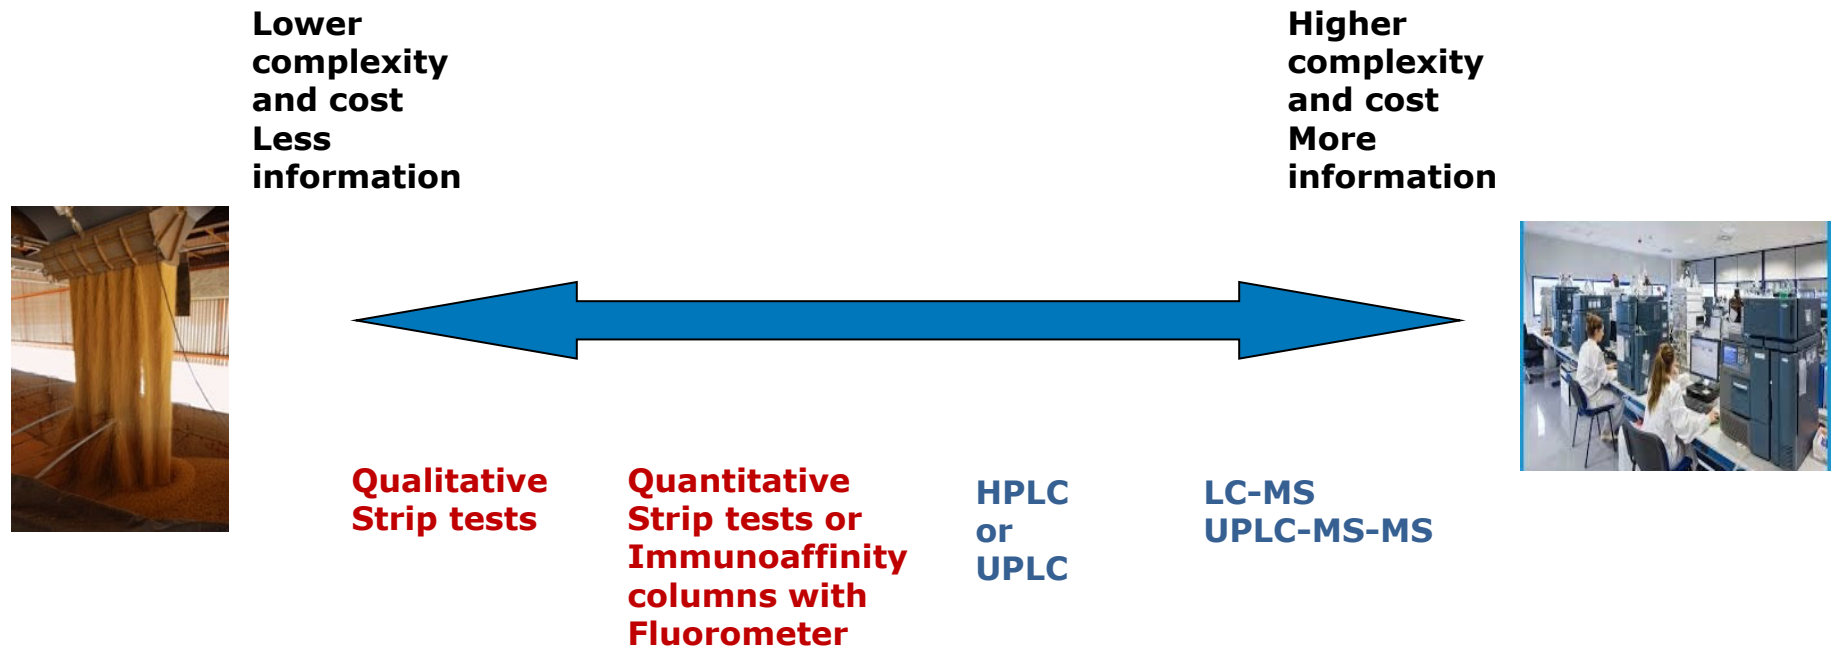 Lower
complexity
and cost
Less
information
Higher
complexity
and cost
More
information
Qualitative
Strip tests
Quantitative
Strip tests or
Immunoaffinity
columns with
Fluorometer
HPLC
or
UPLC
LC-MS
UPLC-MS-MS